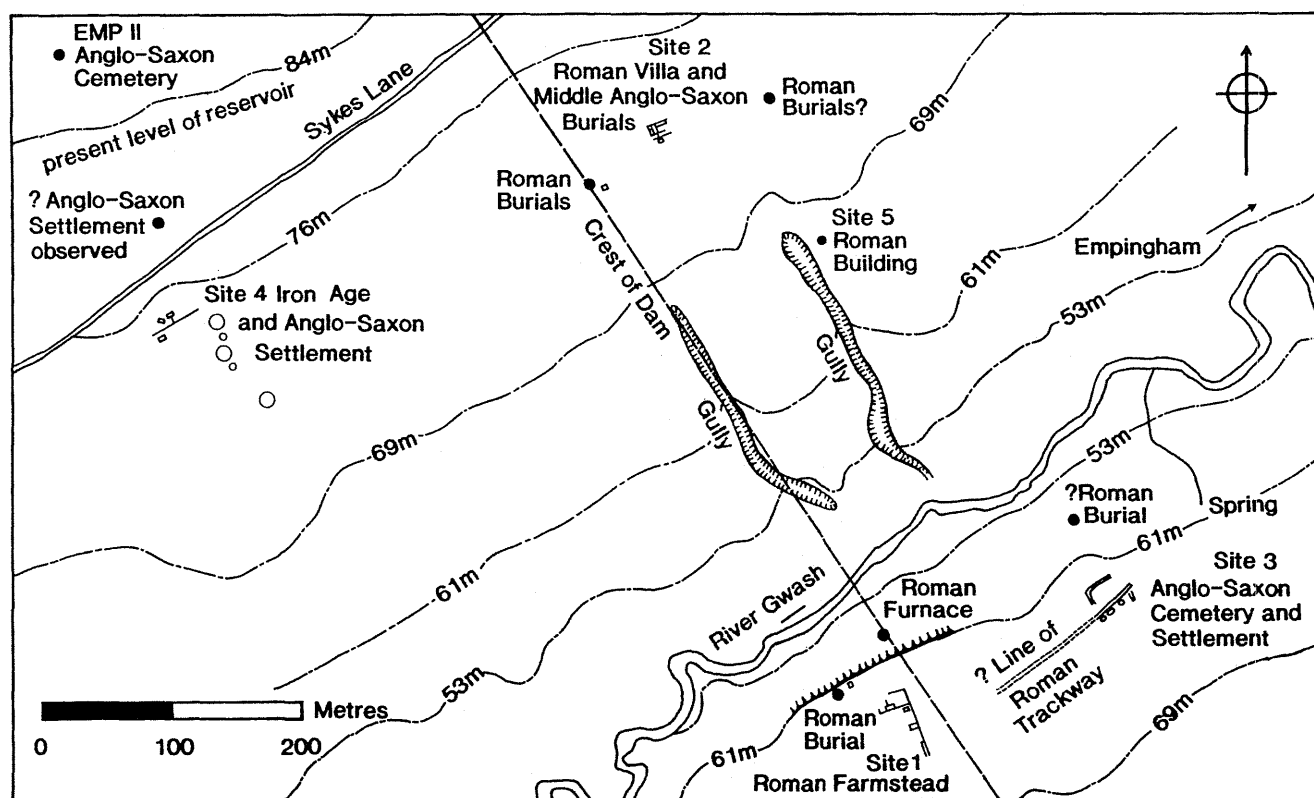 EMP II
Anglo-Saxon
Cemetery
84m
present level of reservoir
Sykes Lane
Site 2
Roman Villa and
Middle Anglo-Saxon
Burials
Roman
Burials?
69m
? Anglo-Saxon
Settlement
observed
76m
Roman
Burials
Crest of Dam
Site 5
Roman
Building
Empingham
61m
53m
Site 4 Iron Age
and Anglo-Saxon
Settlement
Gully
Gully
69m
53m
?Roman
Burial
Spring
61m
61m
River Gwash
Roman
Furnace
Site 3
Anglo-Saxon
Cemetery and
Settlement
? Line of
Roman
Trackway
53m
69m
Metres
0 100 200
Roman
Burial
61m
Site 1
Roman Farmstead